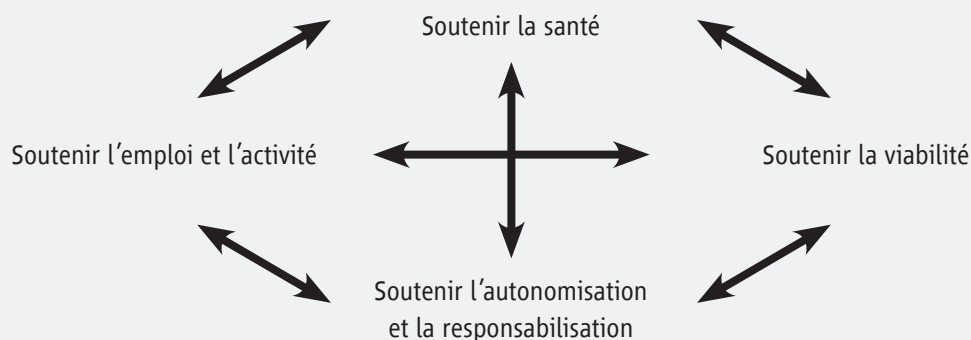 Soutenir la santé
Soutenir l'emploi et l'activité
Soutenir la viabilité
Soutenir l'autonomisation
et la responsabilisation